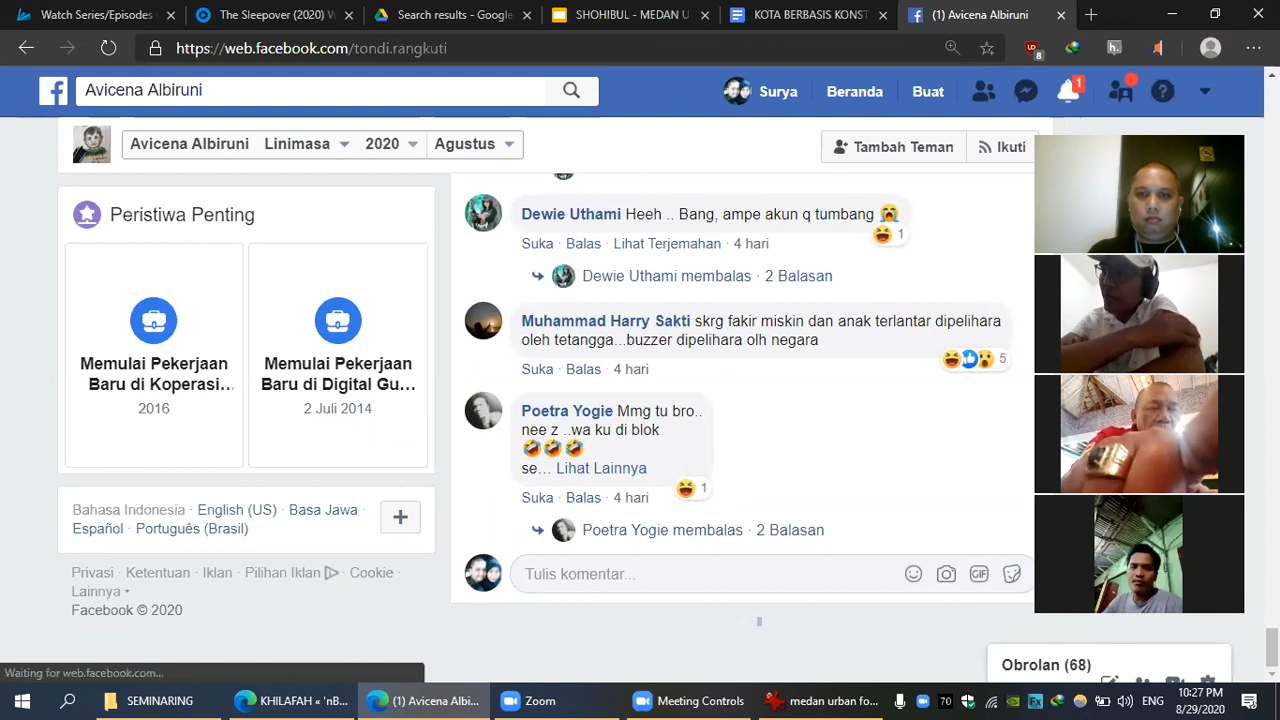 Watch Series/Episodes
The Sleepover (2020) W
Search results - Google
SHOHIBUL - MEDAN U
KOTA BERBASIS KONST
(1) Avicena Albiruni
https://web.facebook.com/tondi.rangkuti
8
Avicena Albiruni
Surya
Beranda
Buat
1
Avicena Albiruni
Linimasa
2020
Agustus
Tambah Teman
Ikuti
Peristiwa Penting
Memulai Pekerjaan
Baru di Koperasi...
2016
Memulai Pekerjaan
Baru di Digital Gu...
2 Juli 2014
Bahasa Indonesia · English (US) · Basa Jawa ·
Español · Português (Brasil)
Privasi · Ketentuan · Iklan · Pilihan Iklan · Cookie ·
Lainnya
Facebook © 2020
Dewie Uthami Heeh .. Bang, ampe akun q tumbang 😭
1
Suka · Balas · Lihat Terjemahan · 4 hari
Dewie Uthami membalas · 2 Balasan
Muhammad Harry Sakti skrg fakir miskin dan anak terlantar dipelihara
oleh tetangga...buzzer dipelihara olh negara
5
Suka · Balas · 4 hari
Poetra Yogie Mmg tu bro..
nee z ..wa ku di blok
🤣🤣🤣
se... Lihat Lainnya
1
Suka · Balas · 4 hari
Poetra Yogie membalas · 2 Balasan
Tulis komentar...
GIF
Obrolan (68)
Waiting for web.facebook.com...
SEMINARING
KHILAFAH « 'nB...
(1) Avicena Albi...
Zoom
Meeting Controls
medan urban fo...
70
ENG
10:27 PM
8/29/2020